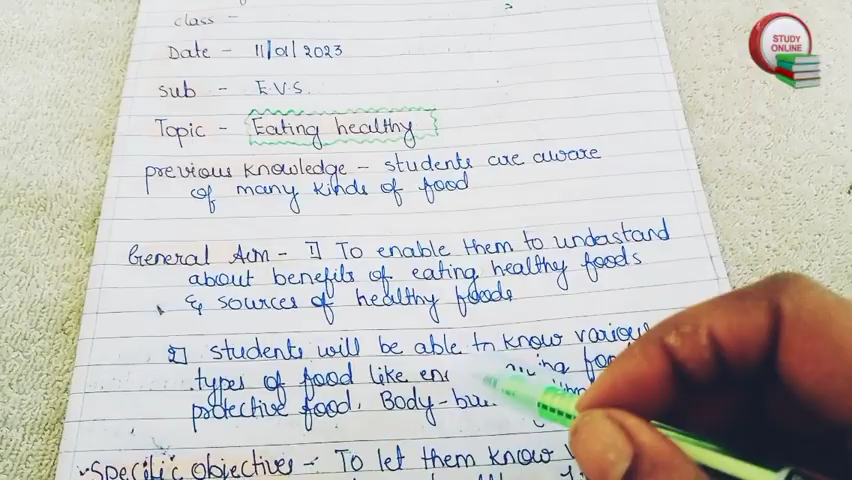 class -
Date - 11/01/2023
STUDY
ONLINE
Sub - E.V.S.
Topic - Eating healthy
previous knowledge - students are aware
of many kinds of food
General Aim - 1] To enable them to understand
about benefits of eating healthy foods
& sources of healthy foods
2] students will be able to know various
types of food like
protective food, Body-
Specific objectives :- To let them know